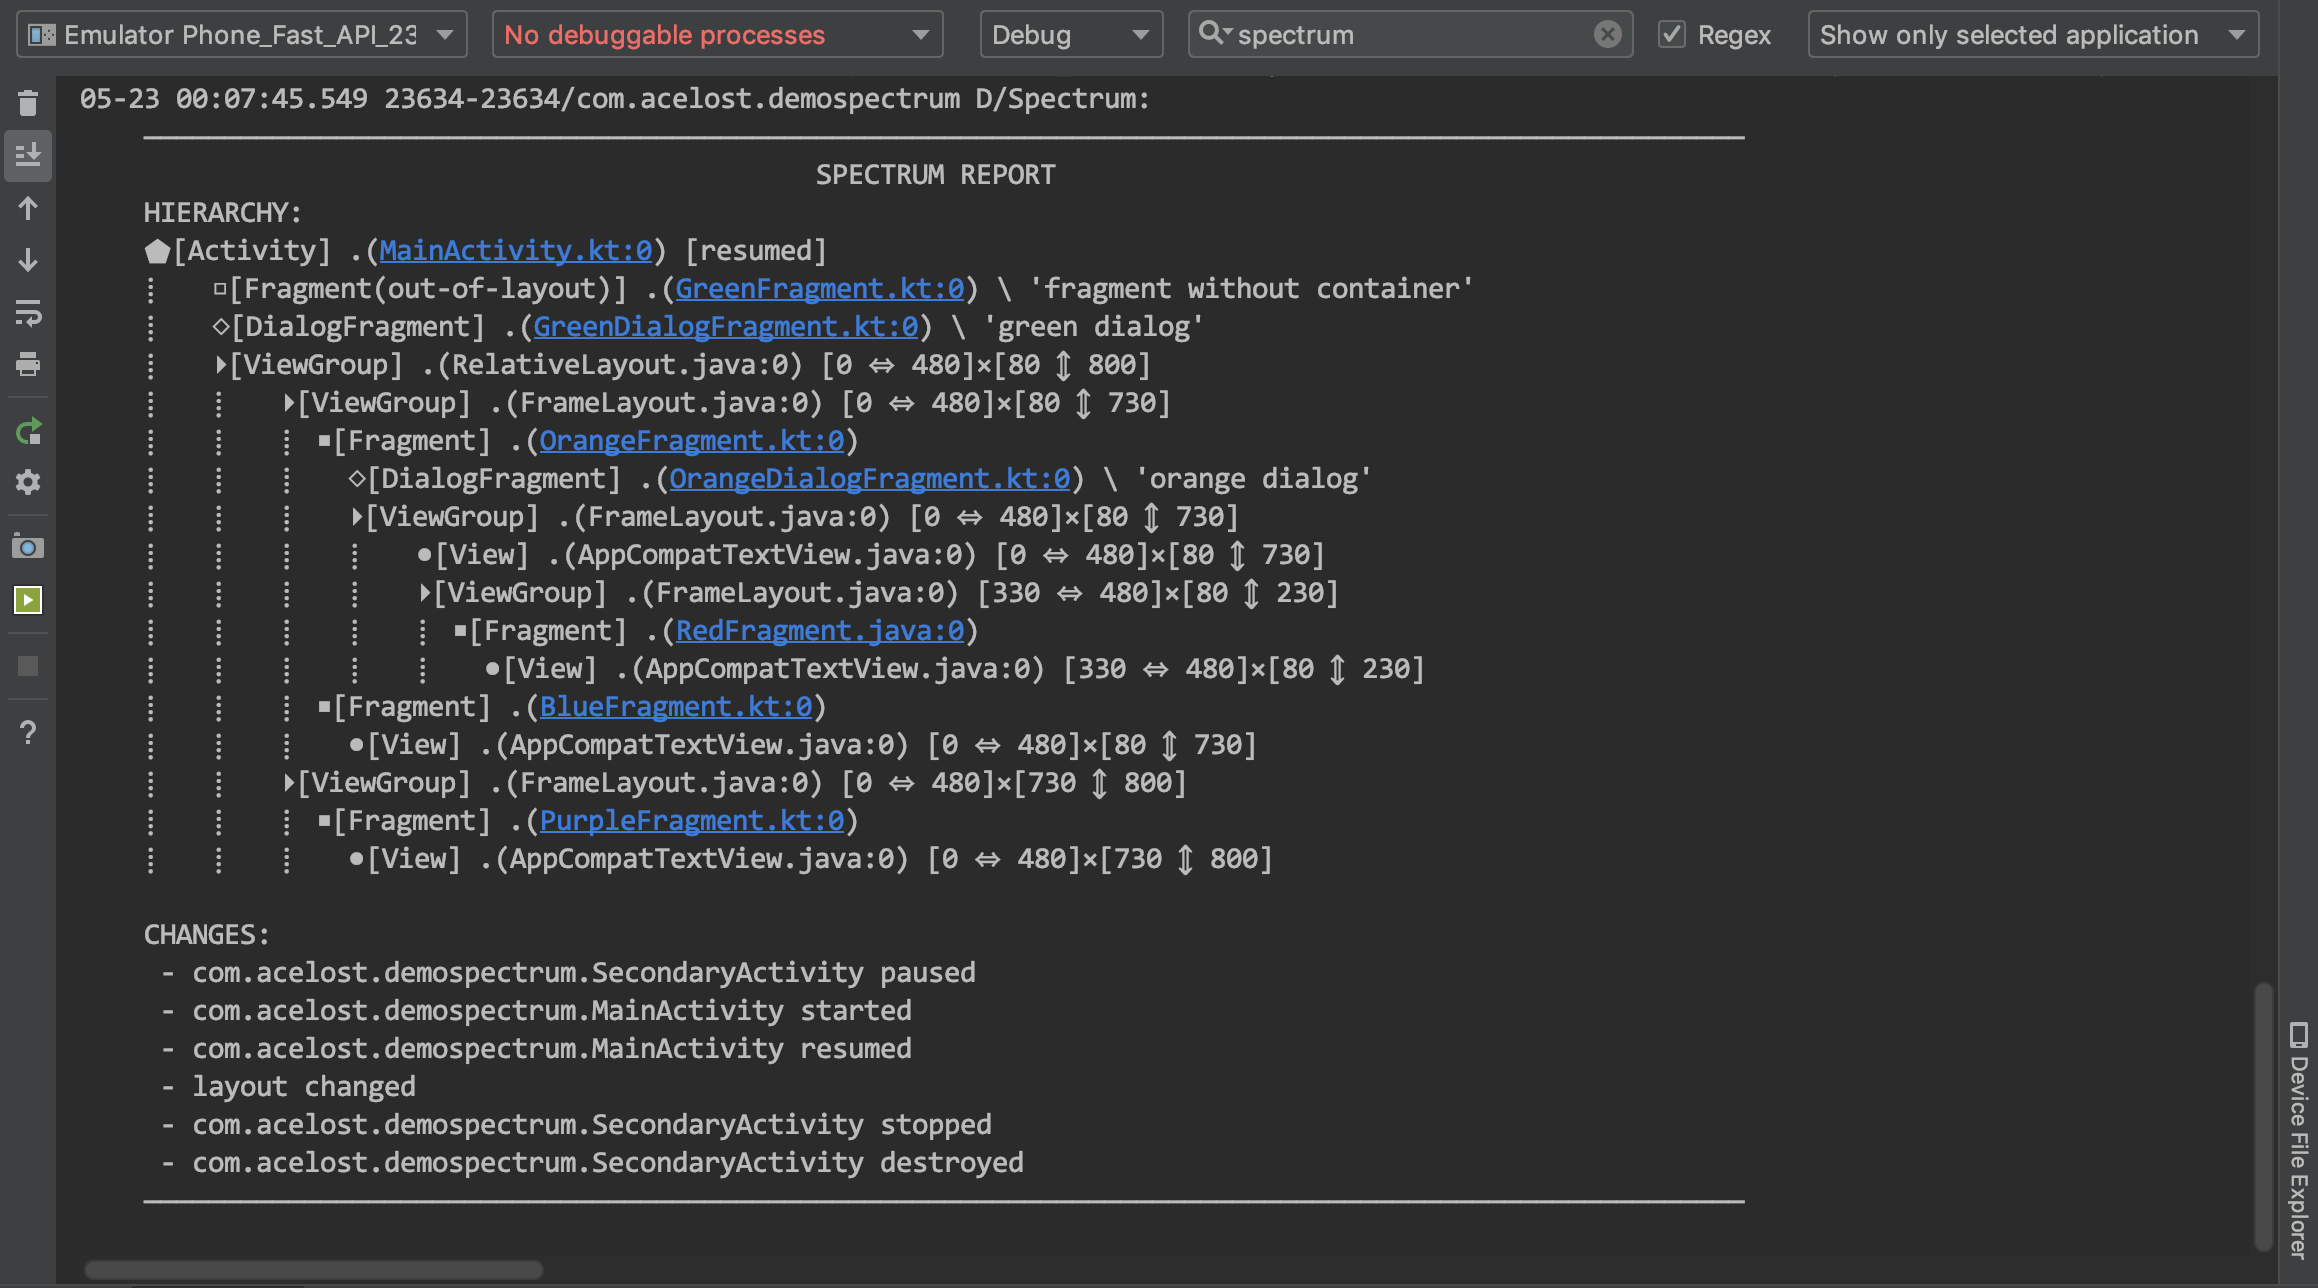 Emulator Phone_Fast_API_23 No debuggable processes Debug spectrum Regex Show only selected application
05-23 00:07:45.549 23634-23634/com.acelost.demospectrum D/Spectrum:
SPECTRUM REPORT
HIERARCHY:
⬟[Activity] .(MainActivity.kt:0) [resumed]
⋮ ▫[Fragment(out-of-layout)] .(GreenFragment.kt:0) \ 'fragment without container'
⋮ ◇[DialogFragment] .(GreenDialogFragment.kt:0) \ 'green dialog'
⋮ ▸[ViewGroup] .(RelativeLayout.java:0) [0 ⇔ 480]×[80 ⇕ 800]
⋮ ⋮ ▸[ViewGroup] .(FrameLayout.java:0) [0 ⇔ 480]×[80 ⇕ 730]
⋮ ⋮ ⋮ ▪[Fragment] .(OrangeFragment.kt:0)
⋮ ⋮ ⋮ ◇[DialogFragment] .(OrangeDialogFragment.kt:0) \ 'orange dialog'
⋮ ⋮ ⋮ ▸[ViewGroup] .(FrameLayout.java:0) [0 ⇔ 480]×[80 ⇕ 730]
⋮ ⋮ ⋮ ⋮ ●[View] .(AppCompatTextView.java:0) [0 ⇔ 480]×[80 ⇕ 730]
⋮ ⋮ ⋮ ⋮ ▸[ViewGroup] .(FrameLayout.java:0) [330 ⇔ 480]×[80 ⇕ 230]
⋮ ⋮ ⋮ ⋮ ⋮ ▪[Fragment] .(RedFragment.java:0)
⋮ ⋮ ⋮ ⋮ ⋮ ●[View] .(AppCompatTextView.java:0) [330 ⇔ 480]×[80 ⇕ 230]
⋮ ⋮ ⋮ ▪[Fragment] .(BlueFragment.kt:0)
⋮ ⋮ ⋮ ●[View] .(AppCompatTextView.java:0) [0 ⇔ 480]×[80 ⇕ 730]
⋮ ⋮ ▸[ViewGroup] .(FrameLayout.java:0) [0 ⇔ 480]×[730 ⇕ 800]
⋮ ⋮ ⋮ ▪[Fragment] .(PurpleFragment.kt:0)
⋮ ⋮ ⋮ ●[View] .(AppCompatTextView.java:0) [0 ⇔ 480]×[730 ⇕ 800]
CHANGES:
- com.acelost.demospectrum.SecondaryActivity paused
- com.acelost.demospectrum.MainActivity started
- com.acelost.demospectrum.MainActivity resumed
- layout changed
- com.acelost.demospectrum.SecondaryActivity stopped
- com.acelost.demospectrum.SecondaryActivity destroyed
Device File Explorer